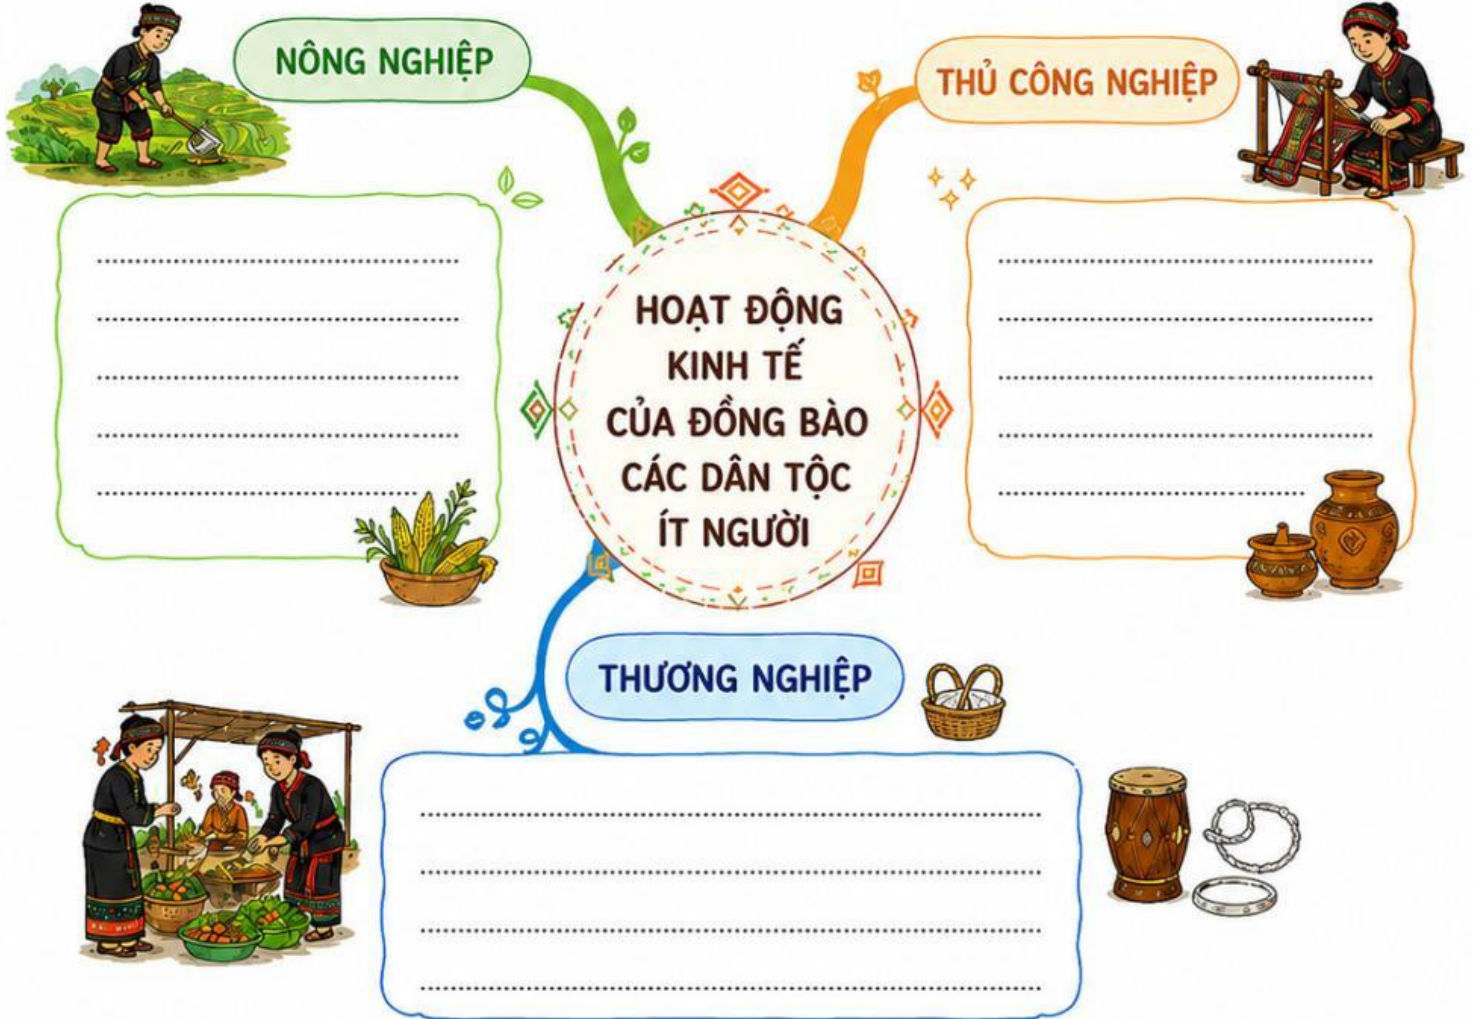 NÔNG NGHIỆP
THỦ CÔNG NGHIỆP
HOẠT ĐỘNG
KINH TẾ
CỦA ĐỒNG BÀO
CÁC DÂN TỘC
ÍT NGƯỜI
THƯƠNG NGHIỆP